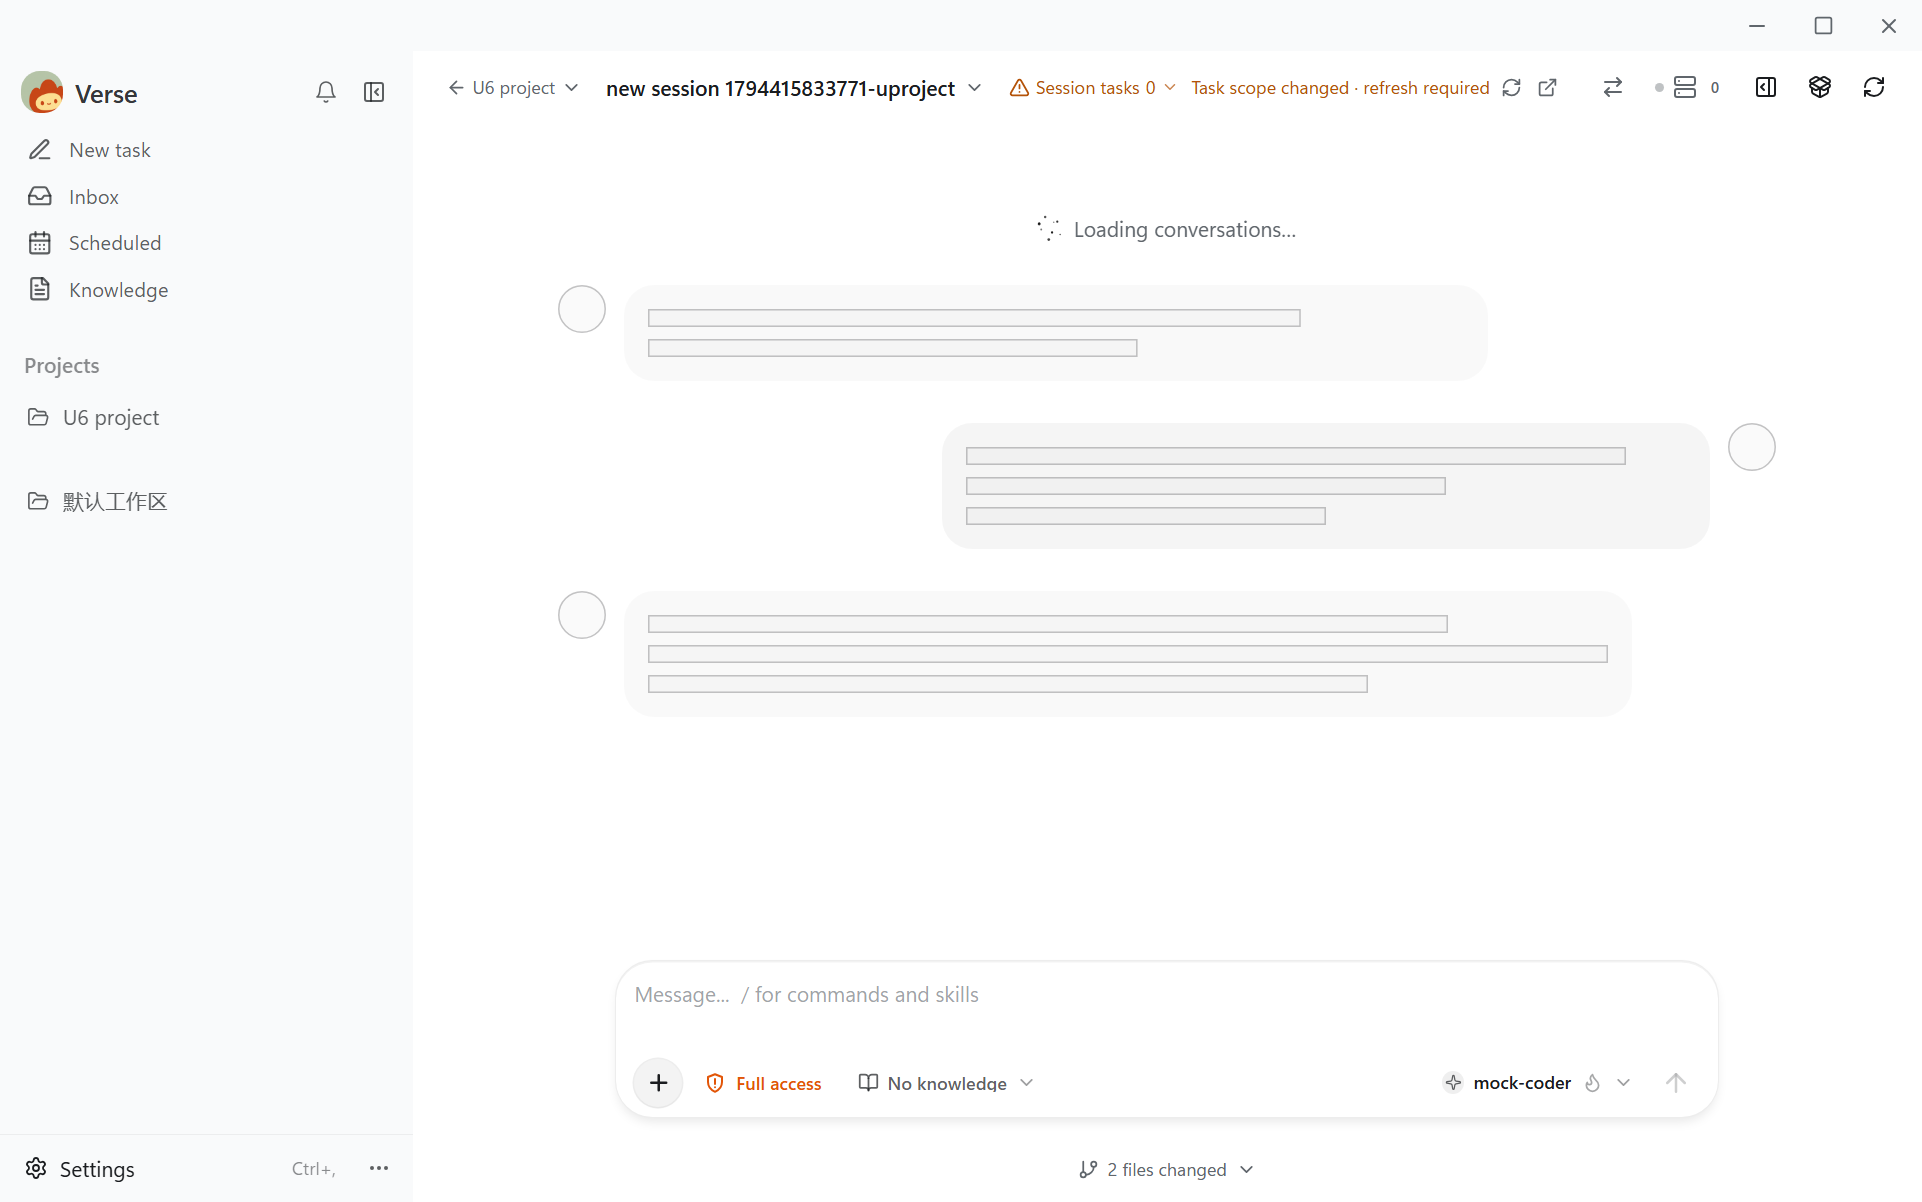 Verse
New task
Inbox
Scheduled
Knowledge
Projects
U6 project
默认工作区
Settings
Ctrl+,
U6 project
new session 1794415833771-uproject
Session tasks 0
Task scope changed · refresh required
0
Loading conversations...
Message... / for commands and skills
Full access
No knowledge
mock-coder
2 files changed